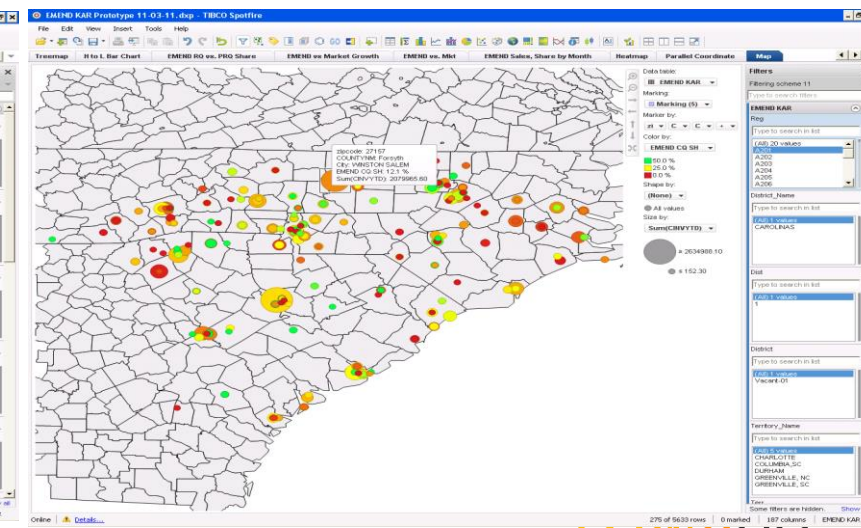 EMEND KAR Prototype 11-03-11.dxp - TIBCO Spotfire
File Edit View Insert Tools Help
Treemap H to L Bar Chart EMEND RQ vs. PRQ Share EMEND vs Market Growth EMEND vs. Mkt EMEND Sales, Share by Month Heatmap Parallel Coordinate Map
zipcode: 27157
COUNTYNM: Forsyth
City: WINSTON SALEM
EMEND CQ SH: 12.1 %
Sum(CINVYTD): 2079965.60
Data table:
EMEND KAR
Marking:
Marking (5)
Marker by:
zi C C
Color by:
EMEND CQ SH
50.0 %
25.0 %
0.0 %
Shape by:
(None)
All values
Size by:
Sum(CINVYTD)
2634988.10
152.30
Filters
Filtering scheme 11
Type to search filters
EMEND KAR
Reg
Type to search in list
(All) 20 values
A201
A202
A203
A204
A205
A206
District_Name
Type to search in list
(All) 1 values
CAROLINAS
Dist
Type to search in list
(All) 1 values
1
District
Type to search in list
(All) 1 values
Vacant-01
Territory_Name
Type to search in list
(All) 5 values
CHARLOTTE
COLUMBIA,SC
DURHAM
GREENVILLE, NC
GREENVILLE, SC
Terr
Some filters are hidden. Show
Online Details... 275 of 5633 rows 0 marked 187 columns EMEND KAR